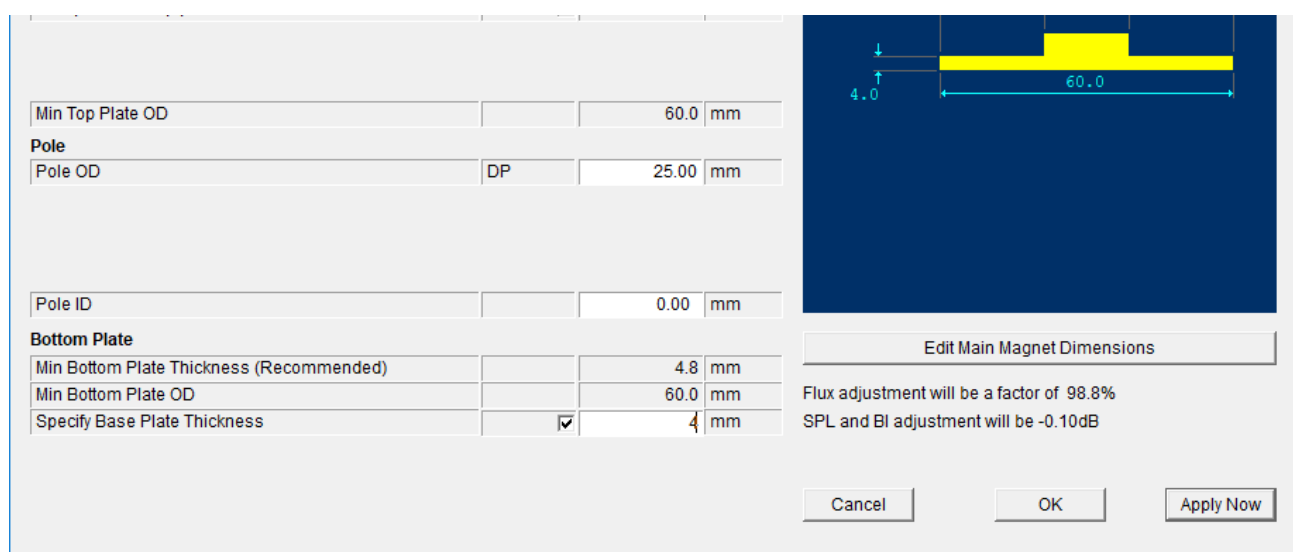 Min Top Plate OD 60.0 mm
Pole
Pole OD DP 25.00 mm
Pole ID 0.00 mm
Bottom Plate
Min Bottom Plate Thickness (Recommended) 4.8 mm
Min Bottom Plate OD 60.0 mm
Specify Base Plate Thickness 4 mm
4.0
60.0
Edit Main Magnet Dimensions
Flux adjustment will be a factor of 98.8%
SPL and Bl adjustment will be -0.10dB
Cancel OK Apply Now